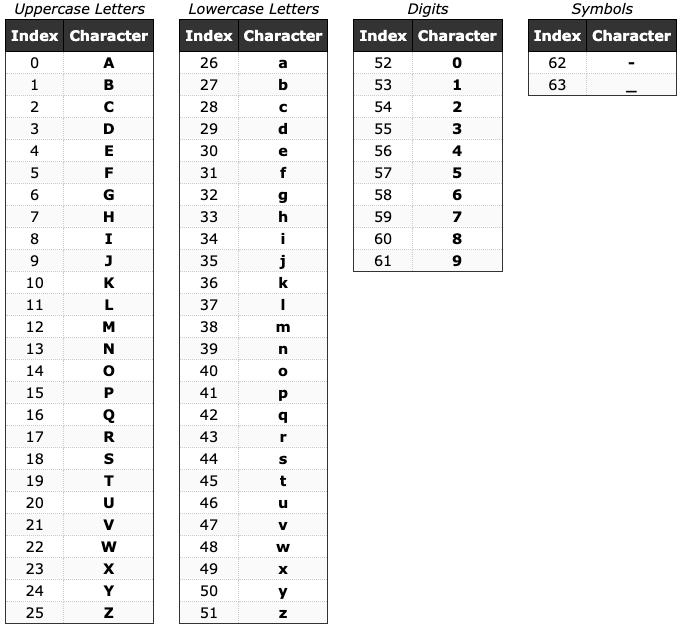 Uppercase Letters Lowercase Letters Digits Symbols
Index Character Index Character Index Character Index Character
0 A 26 a 52 0 62 -
1 B 27 b 53 1 63 _
2 C 28 c 54 2
3 D 29 d 55 3
4 E 30 e 56 4
5 F 31 f 57 5
6 G 32 g 58 6
7 H 33 h 59 7
8 I 34 i 60 8
9 J 35 j 61 9
10 K 36 k
11 L 37 l
12 M 38 m
13 N 39 n
14 O 40 o
15 P 41 p
16 Q 42 q
17 R 43 r
18 S 44 s
19 T 45 t
20 U 46 u
21 V 47 v
22 W 48 w
23 X 49 x
24 Y 50 y
25 Z 51 z